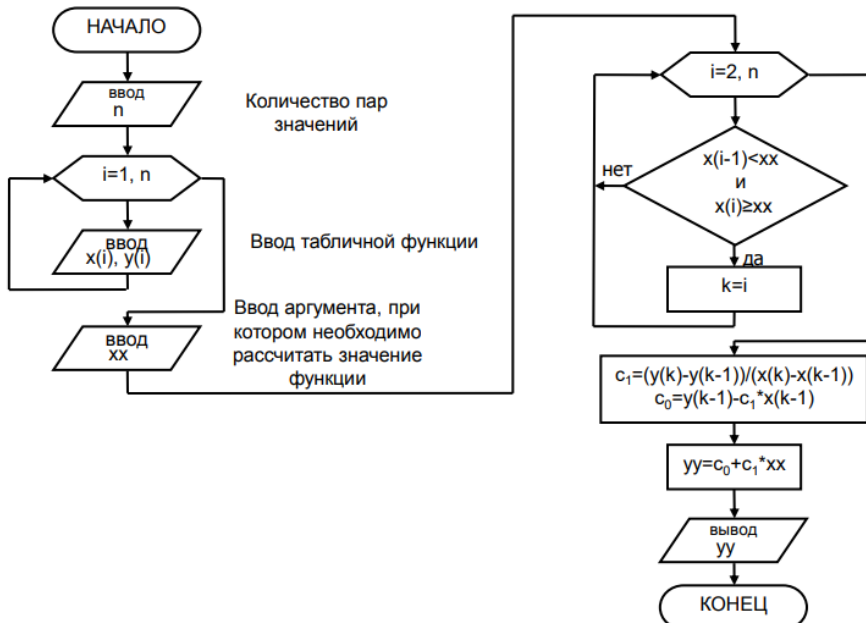 НАЧАЛО
ввод
n
Количество пар
значений
i=1, n
ввод
x(i), y(i)
Ввод табличной функции
ввод
xx
Ввод аргумента, при
котором необходимо
рассчитать значение
функции
i=2, n
x(i-1)<xx
и
x(i)≥xx
нет
да
k=i
c₁=(y(k)-y(k-1))/(x(k)-x(k-1))
c₀=y(k-1)-c₁*x(k-1)
yy=c₀+c₁*xx
вывод
yy
КОНЕЦ